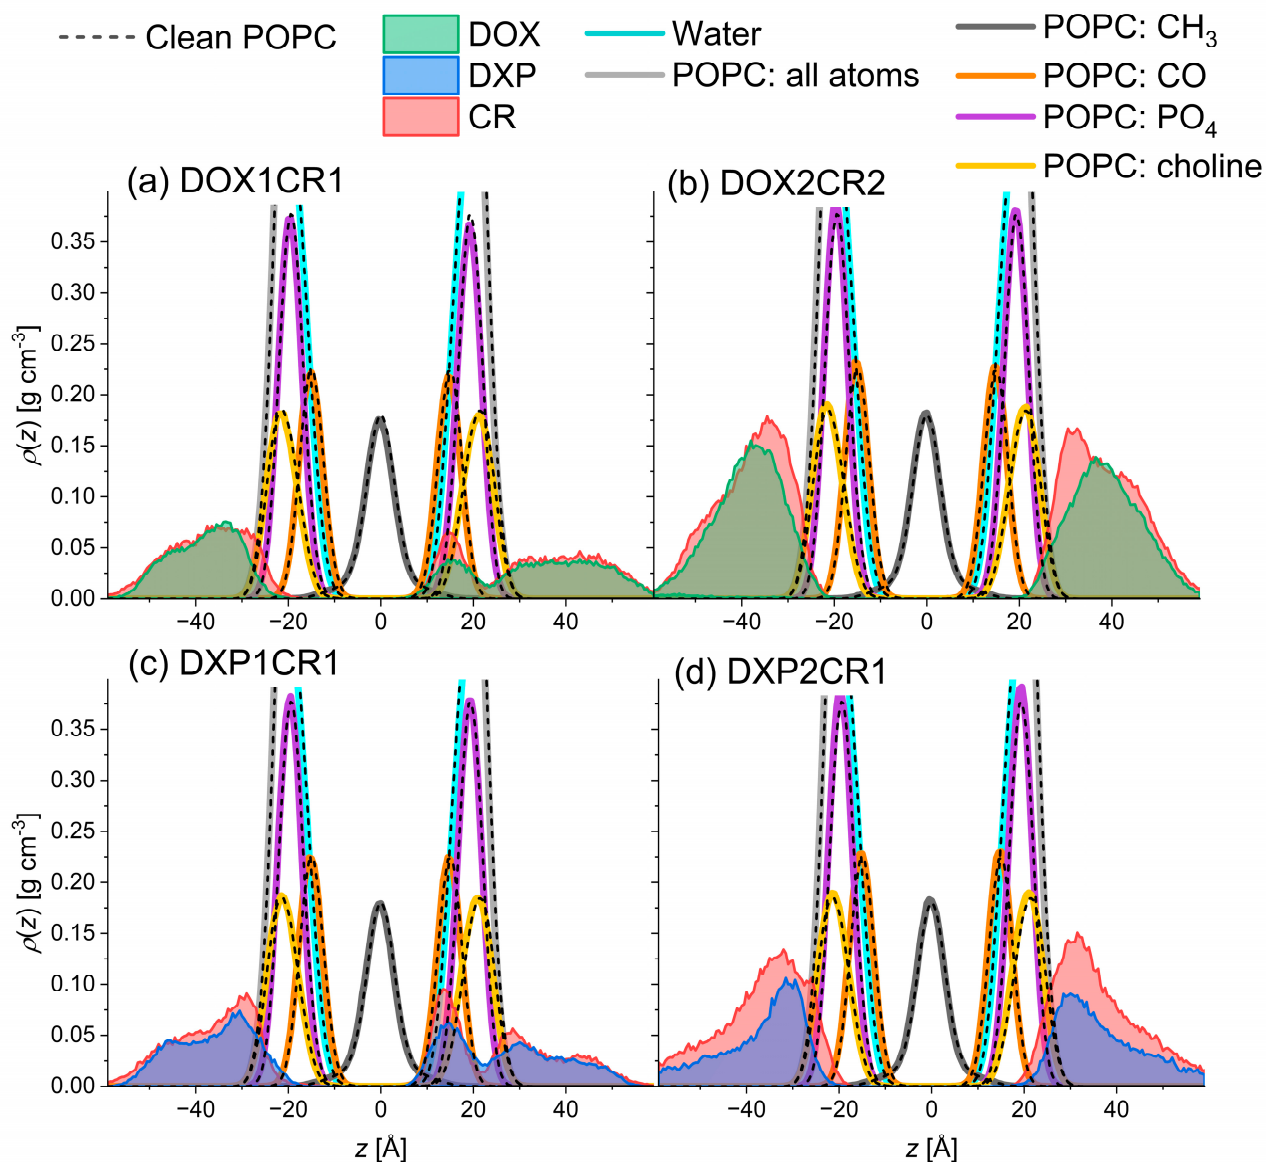 Clean POPC
DOX
DXP
CR
Water
POPC: all atoms
POPC: CH₃
POPC: CO
POPC: PO₄
POPC: choline
(a) DOX1CR1
(b) DOX2CR2
0.35
0.30
0.25
0.20
0.15
0.10
0.05
0.00
ρ(z) [g cm⁻³]
−40 −20 0 20 40
−40 −20 0 20 40
(c) DXP1CR1
(d) DXP2CR1
0.35
0.30
0.25
0.20
0.15
0.10
0.05
0.00
ρ(z) [g cm⁻³]
−40 −20 0 20 40
−40 −20 0 20 40
z [Å]
z [Å]